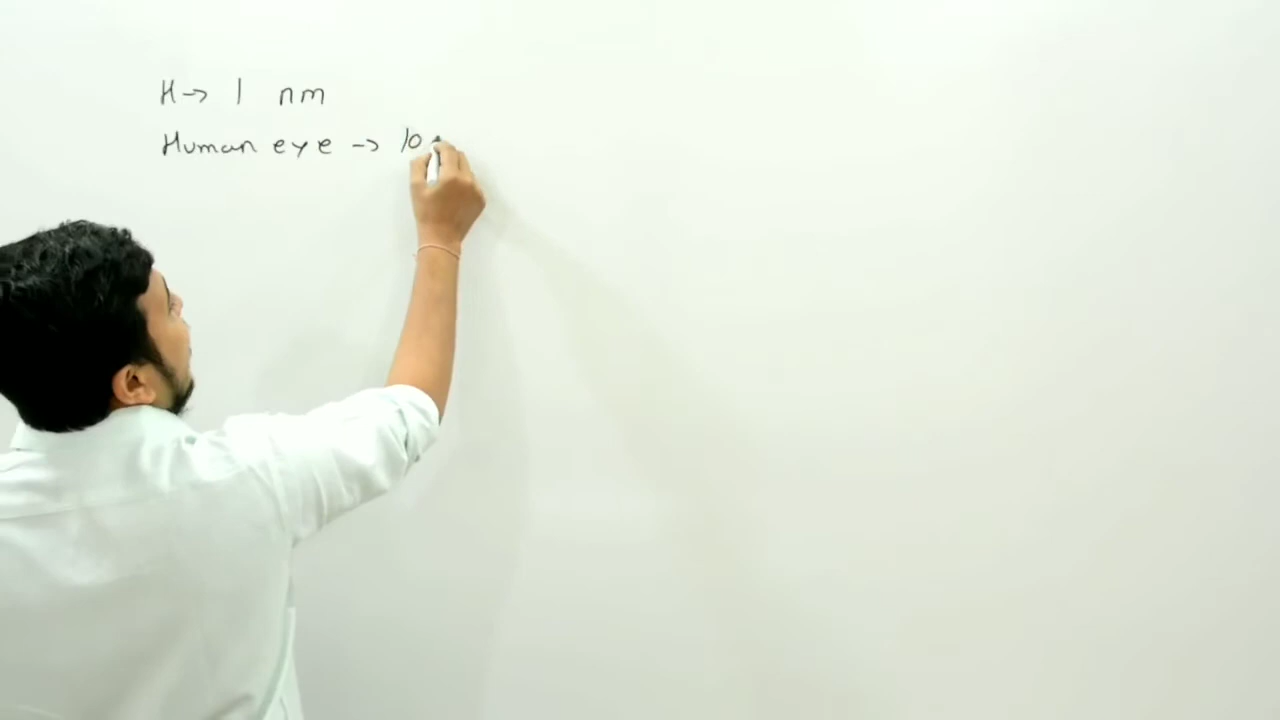 H → 1 nm
Human eye → 10